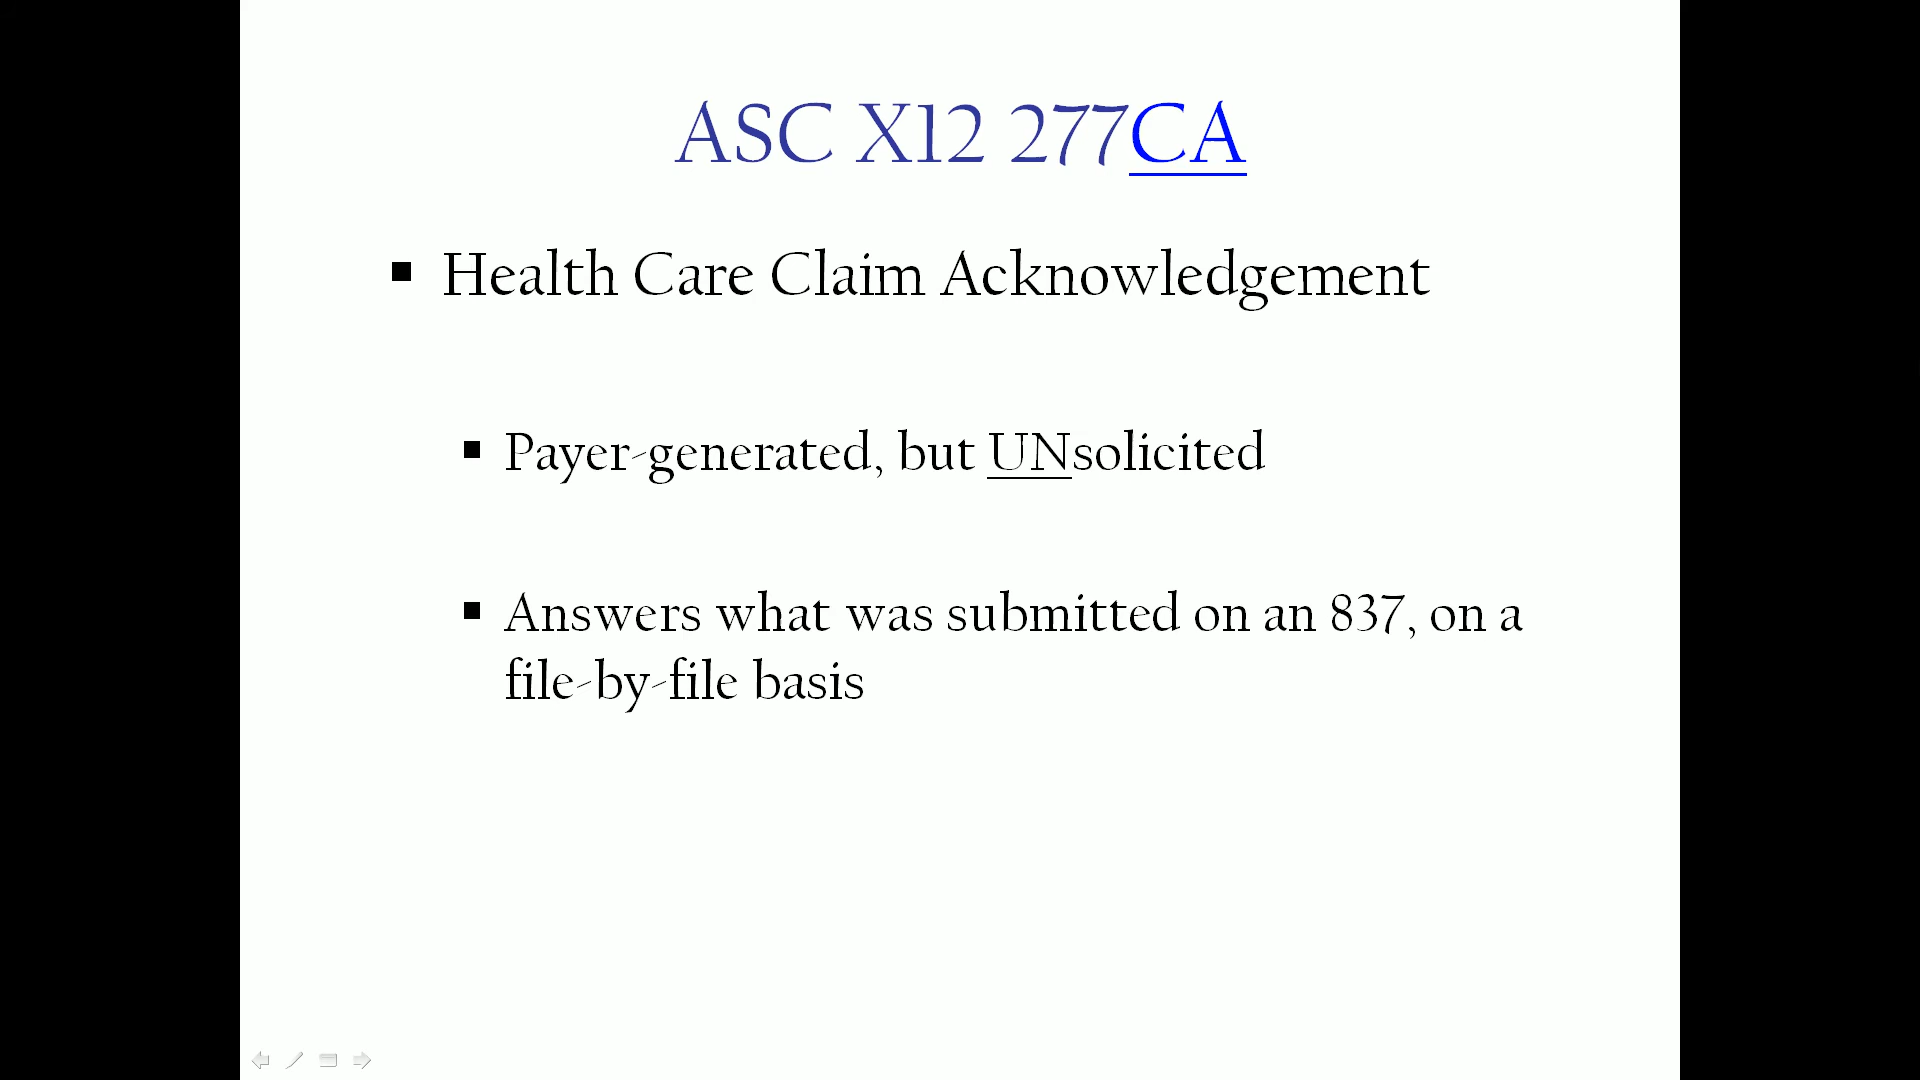 ASC X12 277CA
▪ Health Care Claim Acknowledgement
▪ Payer-generated, but UNsolicited
▪ Answers what was submitted on an 837, on a
file-by-file basis